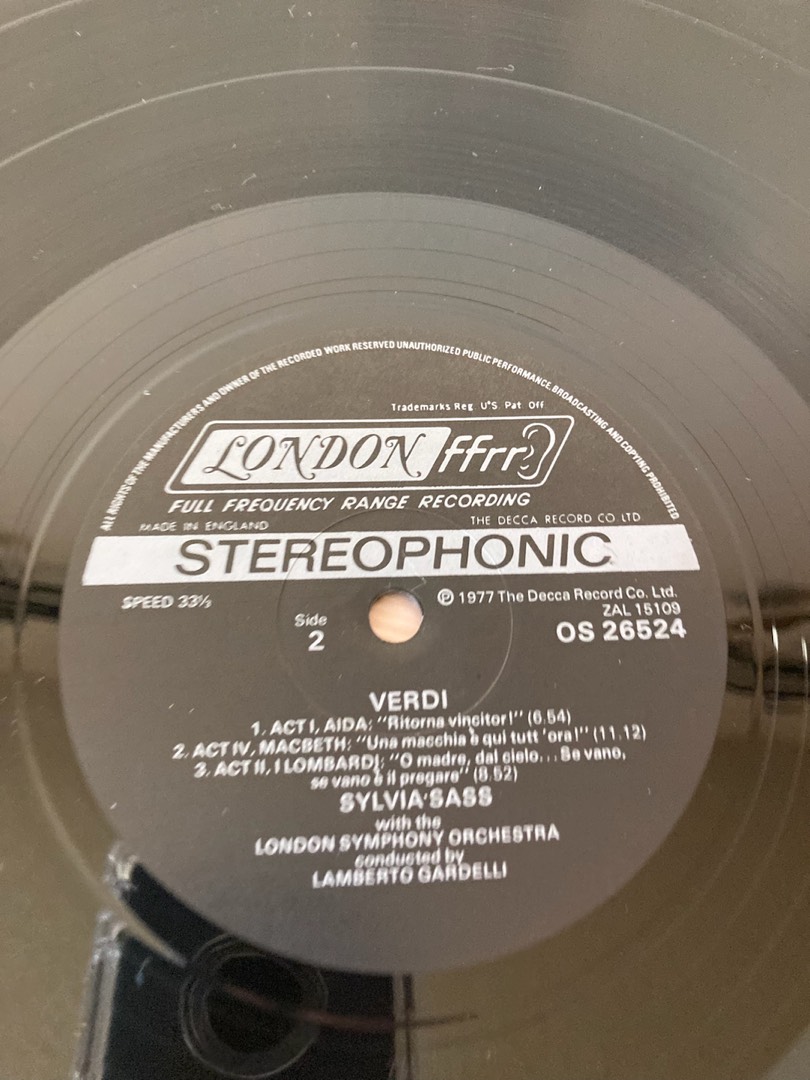 ALL RIGHTS OF THE MANUFACTURERS AND OWNER OF THE RECORDED WORK RESERVED UNAUTHORIZED PUBLIC PERFORMANCE, BROADCASTING AND COPYING PROHIBITED
Trademarks Reg. U.S. Pat Off
LONDON ffrr
FULL FREQUENCY RANGE RECORDING
MADE IN ENGLAND THE DECCA RECORD CO LTD
STEREOPHONIC
SPEED 33⅓ ℗ 1977 The Decca Record Co. Ltd.
ZAL 15109
Side OS 26524
2
VERDI
1. ACT I, AIDA: "Ritorna vincitor!" (6.54)
2. ACT IV, MACBETH: "Una macchia è qui tutt 'ora!" (11.12)
3. ACT II, I LOMBARDI: "O madre, dal cielo... Se vano,
se vano è il pregare" (8.52)
SYLVIA SASS
with the
LONDON SYMPHONY ORCHESTRA
conducted by
LAMBERTO GARDELLI